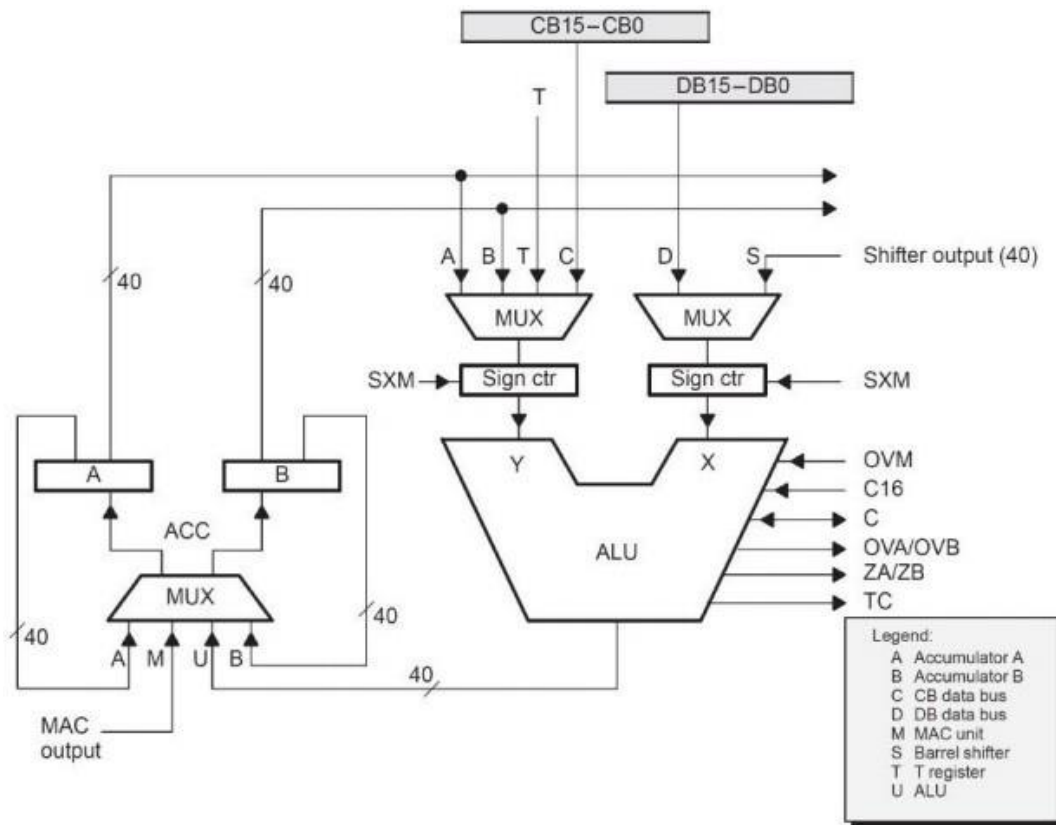 CB15–CB0
DB15–DB0
T
A
B
T
C
D
S
Shifter output (40)
40
40
MUX
MUX
SXM
Sign ctr
Sign ctr
SXM
Y
X
OVM
C16
C
OVA/OVB
ZA/ZB
TC
ALU
A
B
ACC
MUX
40
40
A
M
U
B
40
MAC
output
Legend:
A Accumulator A
B Accumulator B
C CB data bus
D DB data bus
M MAC unit
S Barrel shifter
T T register
U ALU